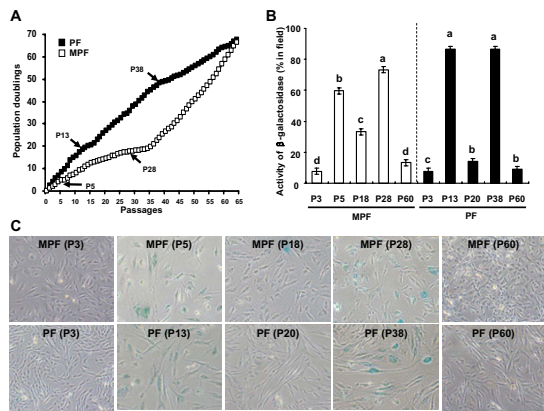 A
B
PF
MPF
Population doublings
70
60
50
40
30
20
10
0
P38
P13
P5
P28
0 5 10 15 20 25 30 35 40 45 50 55 60 65
Passages
Activity of β-galactosidase (% in field)
100
80
60
40
20
0
d b c a d c a b a b
P3 P5 P18 P28 P60 P3 P13 P20 P38 P60
MPF PF
C
MPF (P3) MPF (P5) MPF (P18) MPF (P28) MPF (P60)
PF (P3) PF (P13) PF (P20) PF (P38) PF (P60)